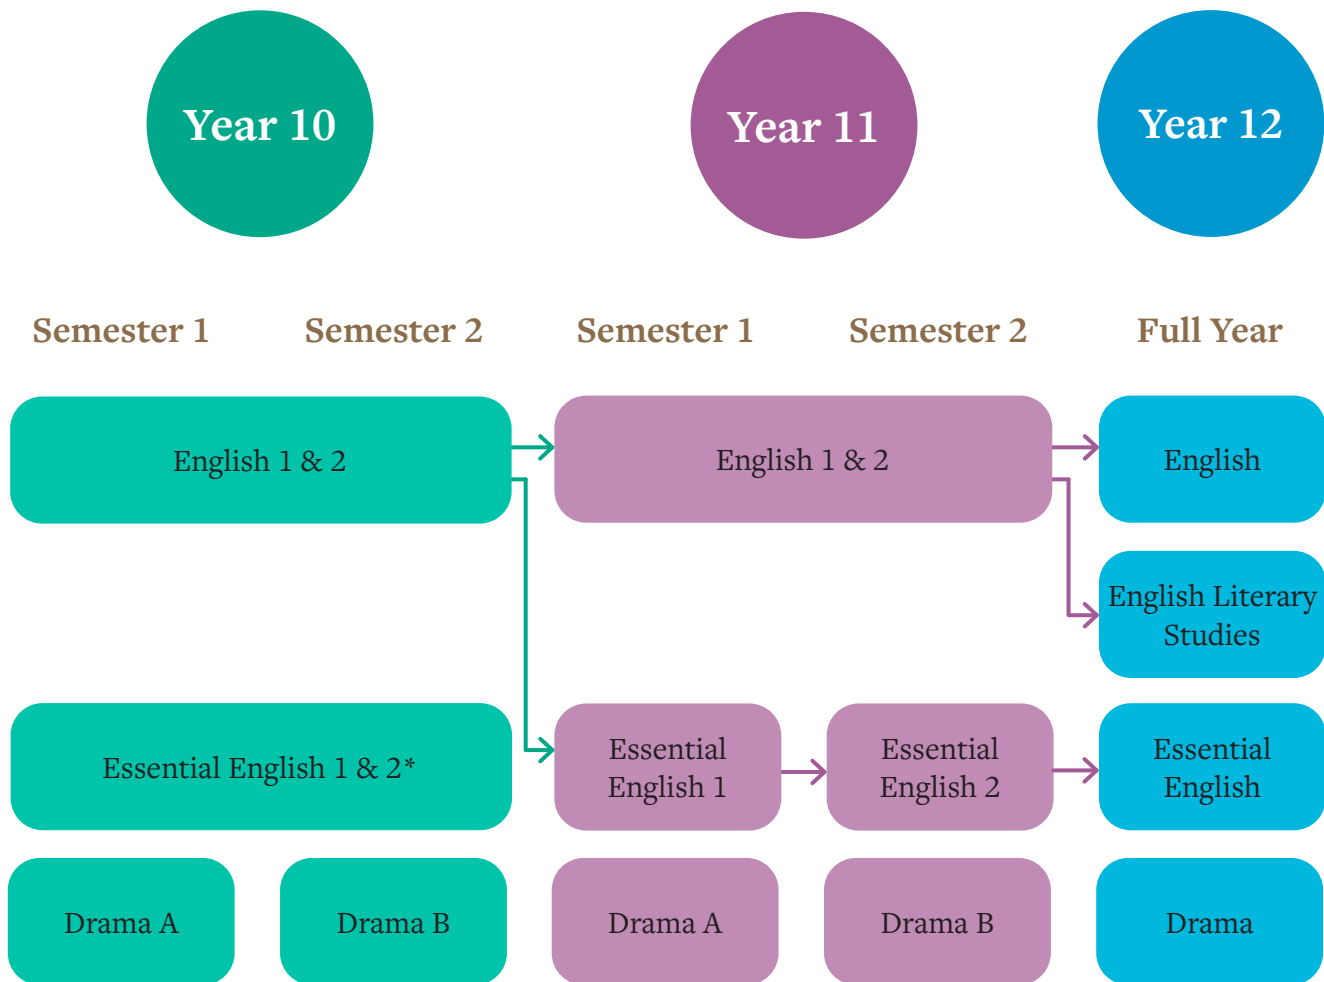 Year 10
Year 11
Year 12
Semester 1
Semester 2
Semester 1
Semester 2
Full Year
English 1 & 2
English 1 & 2
English
English Literary
Studies
Essential English 1 & 2*
Essential
English 1
Essential
English 2
Essential
English
Drama A
Drama B
Drama A
Drama B
Drama